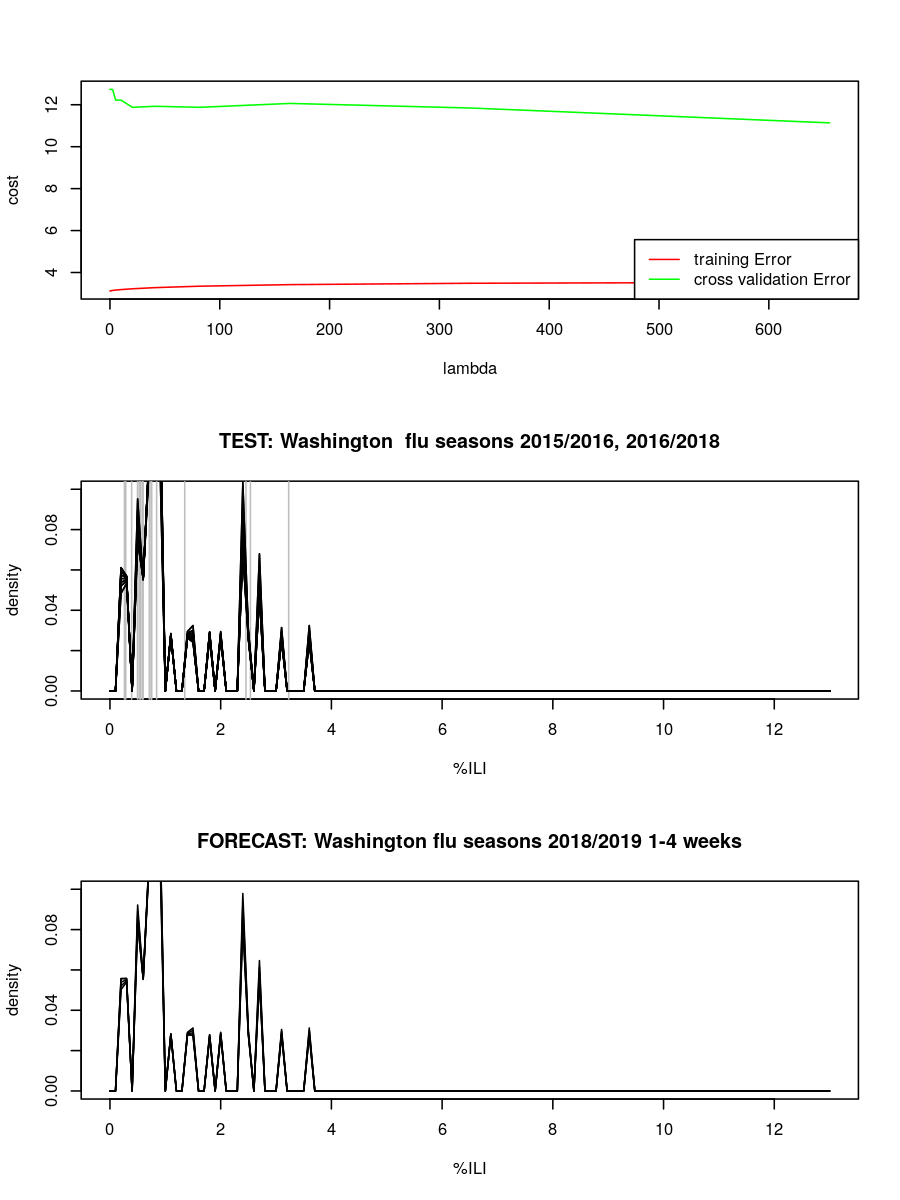 12
10
8
6
4
cost
training Error
cross validation Error
0 100 200 300 400 500 600
lambda
TEST: Washington  flu seasons 2015/2016, 2016/2018
0.08
0.04
0.00
density
0 2 4 6 8 10 12
%ILI
FORECAST: Washington flu seasons 2018/2019 1-4 weeks
0.08
0.04
0.00
density
0 2 4 6 8 10 12
%ILI